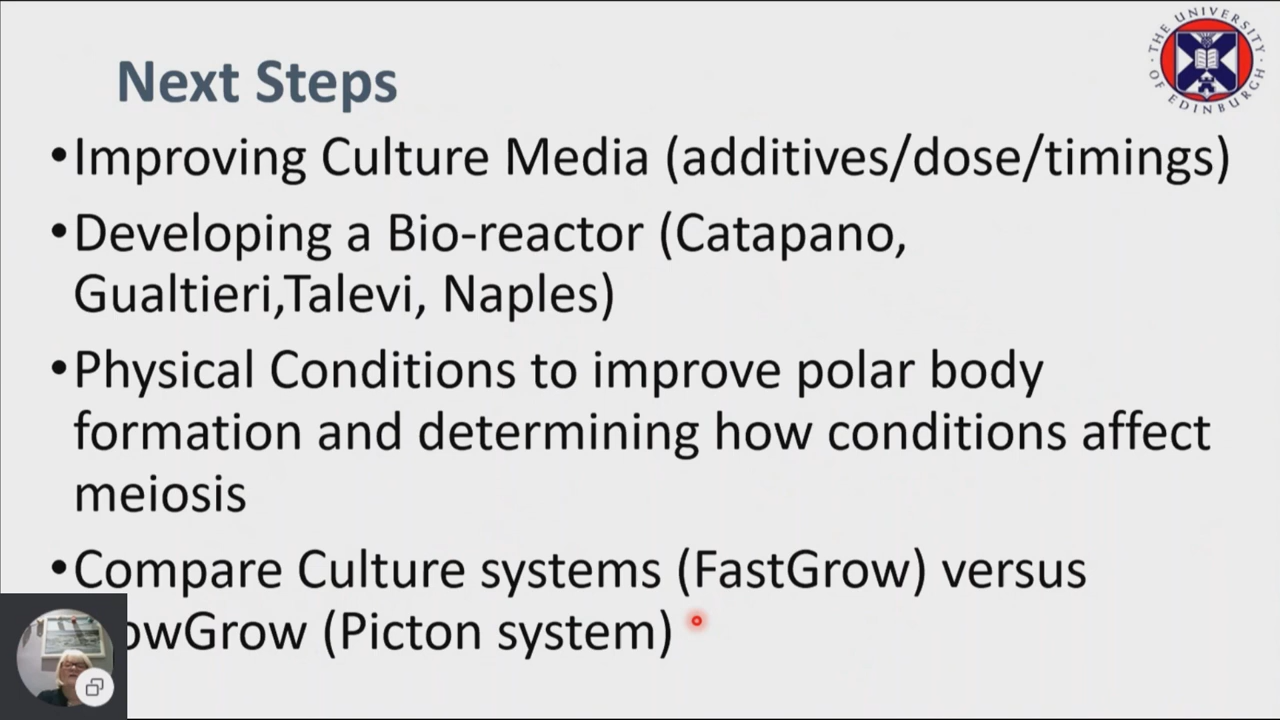 THE UNIVERSITY OF EDINBURGH
Next Steps
•Improving Culture Media (additives/dose/timings)
•Developing a Bio-reactor (Catapano,
Gualtieri,Talevi, Naples)
•Physical Conditions to improve polar body
formation and determining how conditions affect
meiosis
•Compare Culture systems (FastGrow) versus
owGrow (Picton system)